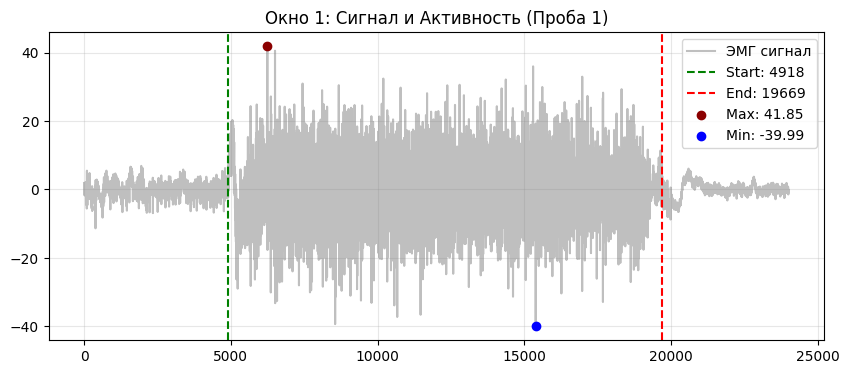 Окно 1: Сигнал и Активность (Проба 1)
ЭМГ сигнал
Start: 4918
End: 19669
Max: 41.85
Min: -39.99
40
20
0
−20
−40
0
5000
10000
15000
20000
25000